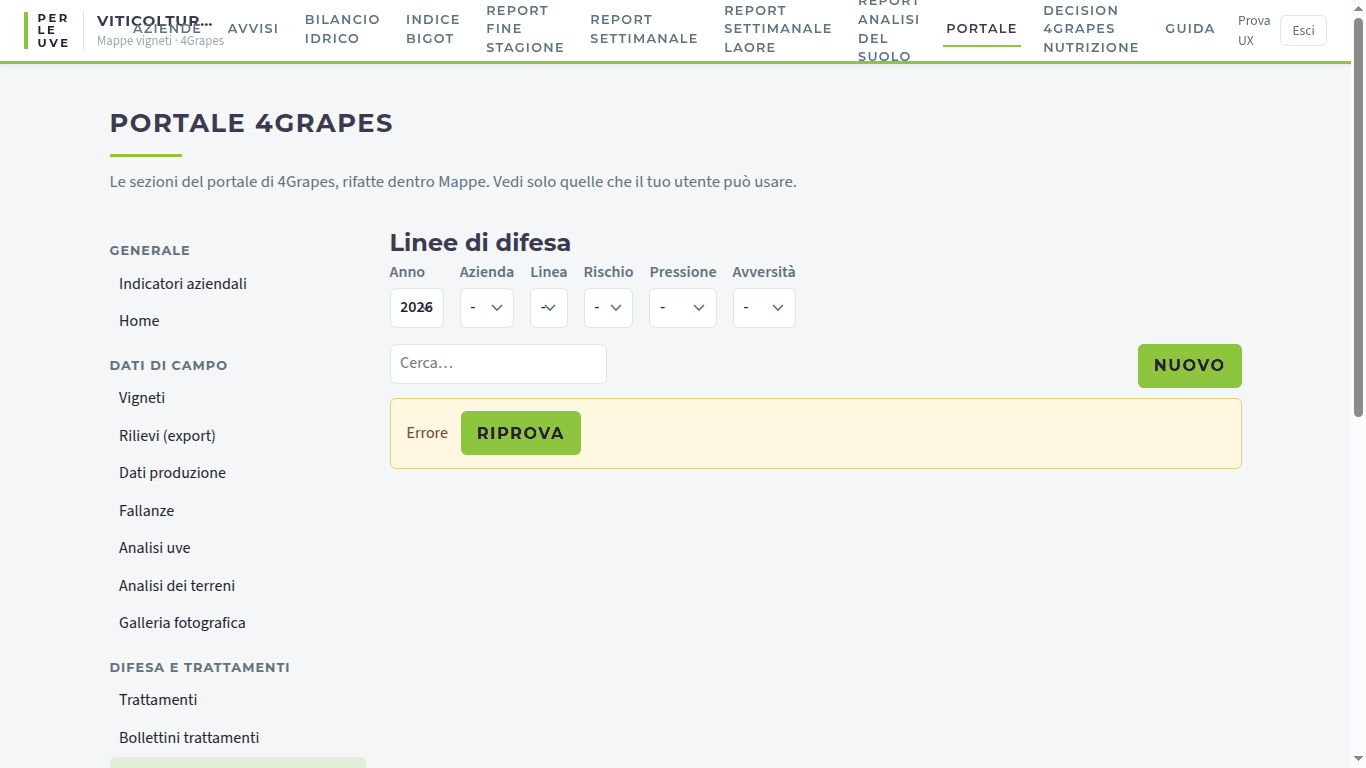 PER
LE
UVE
VITICOLTUR...
Mappe vigneti · 4Grapes
AZIENDE
AVVISI
BILANCIO
IDRICO
INDICE
BIGOT
REPORT
FINE
STAGIONE
REPORT
SETTIMANALE
REPORT
SETTIMANALE
LAORE
REPORT
ANALISI
DEL
SUOLO
PORTALE
DECISION
4GRAPES
NUTRIZIONE
GUIDA
Prova
UX
Esci
PORTALE 4GRAPES
Le sezioni del portale di 4Grapes, rifatte dentro Mappe. Vedi solo quelle che il tuo utente può usare.
GENERALE
Indicatori aziendali
Home
DATI DI CAMPO
Vigneti
Rilievi (export)
Dati produzione
Fallanze
Analisi uve
Analisi dei terreni
Galleria fotografica
DIFESA E TRATTAMENTI
Trattamenti
Bollettini trattamenti
Linee di difesa
Anno Azienda Linea Rischio Pressione Avversità
2026 - - - - -
Cerca...
NUOVO
Errore RIPROVA